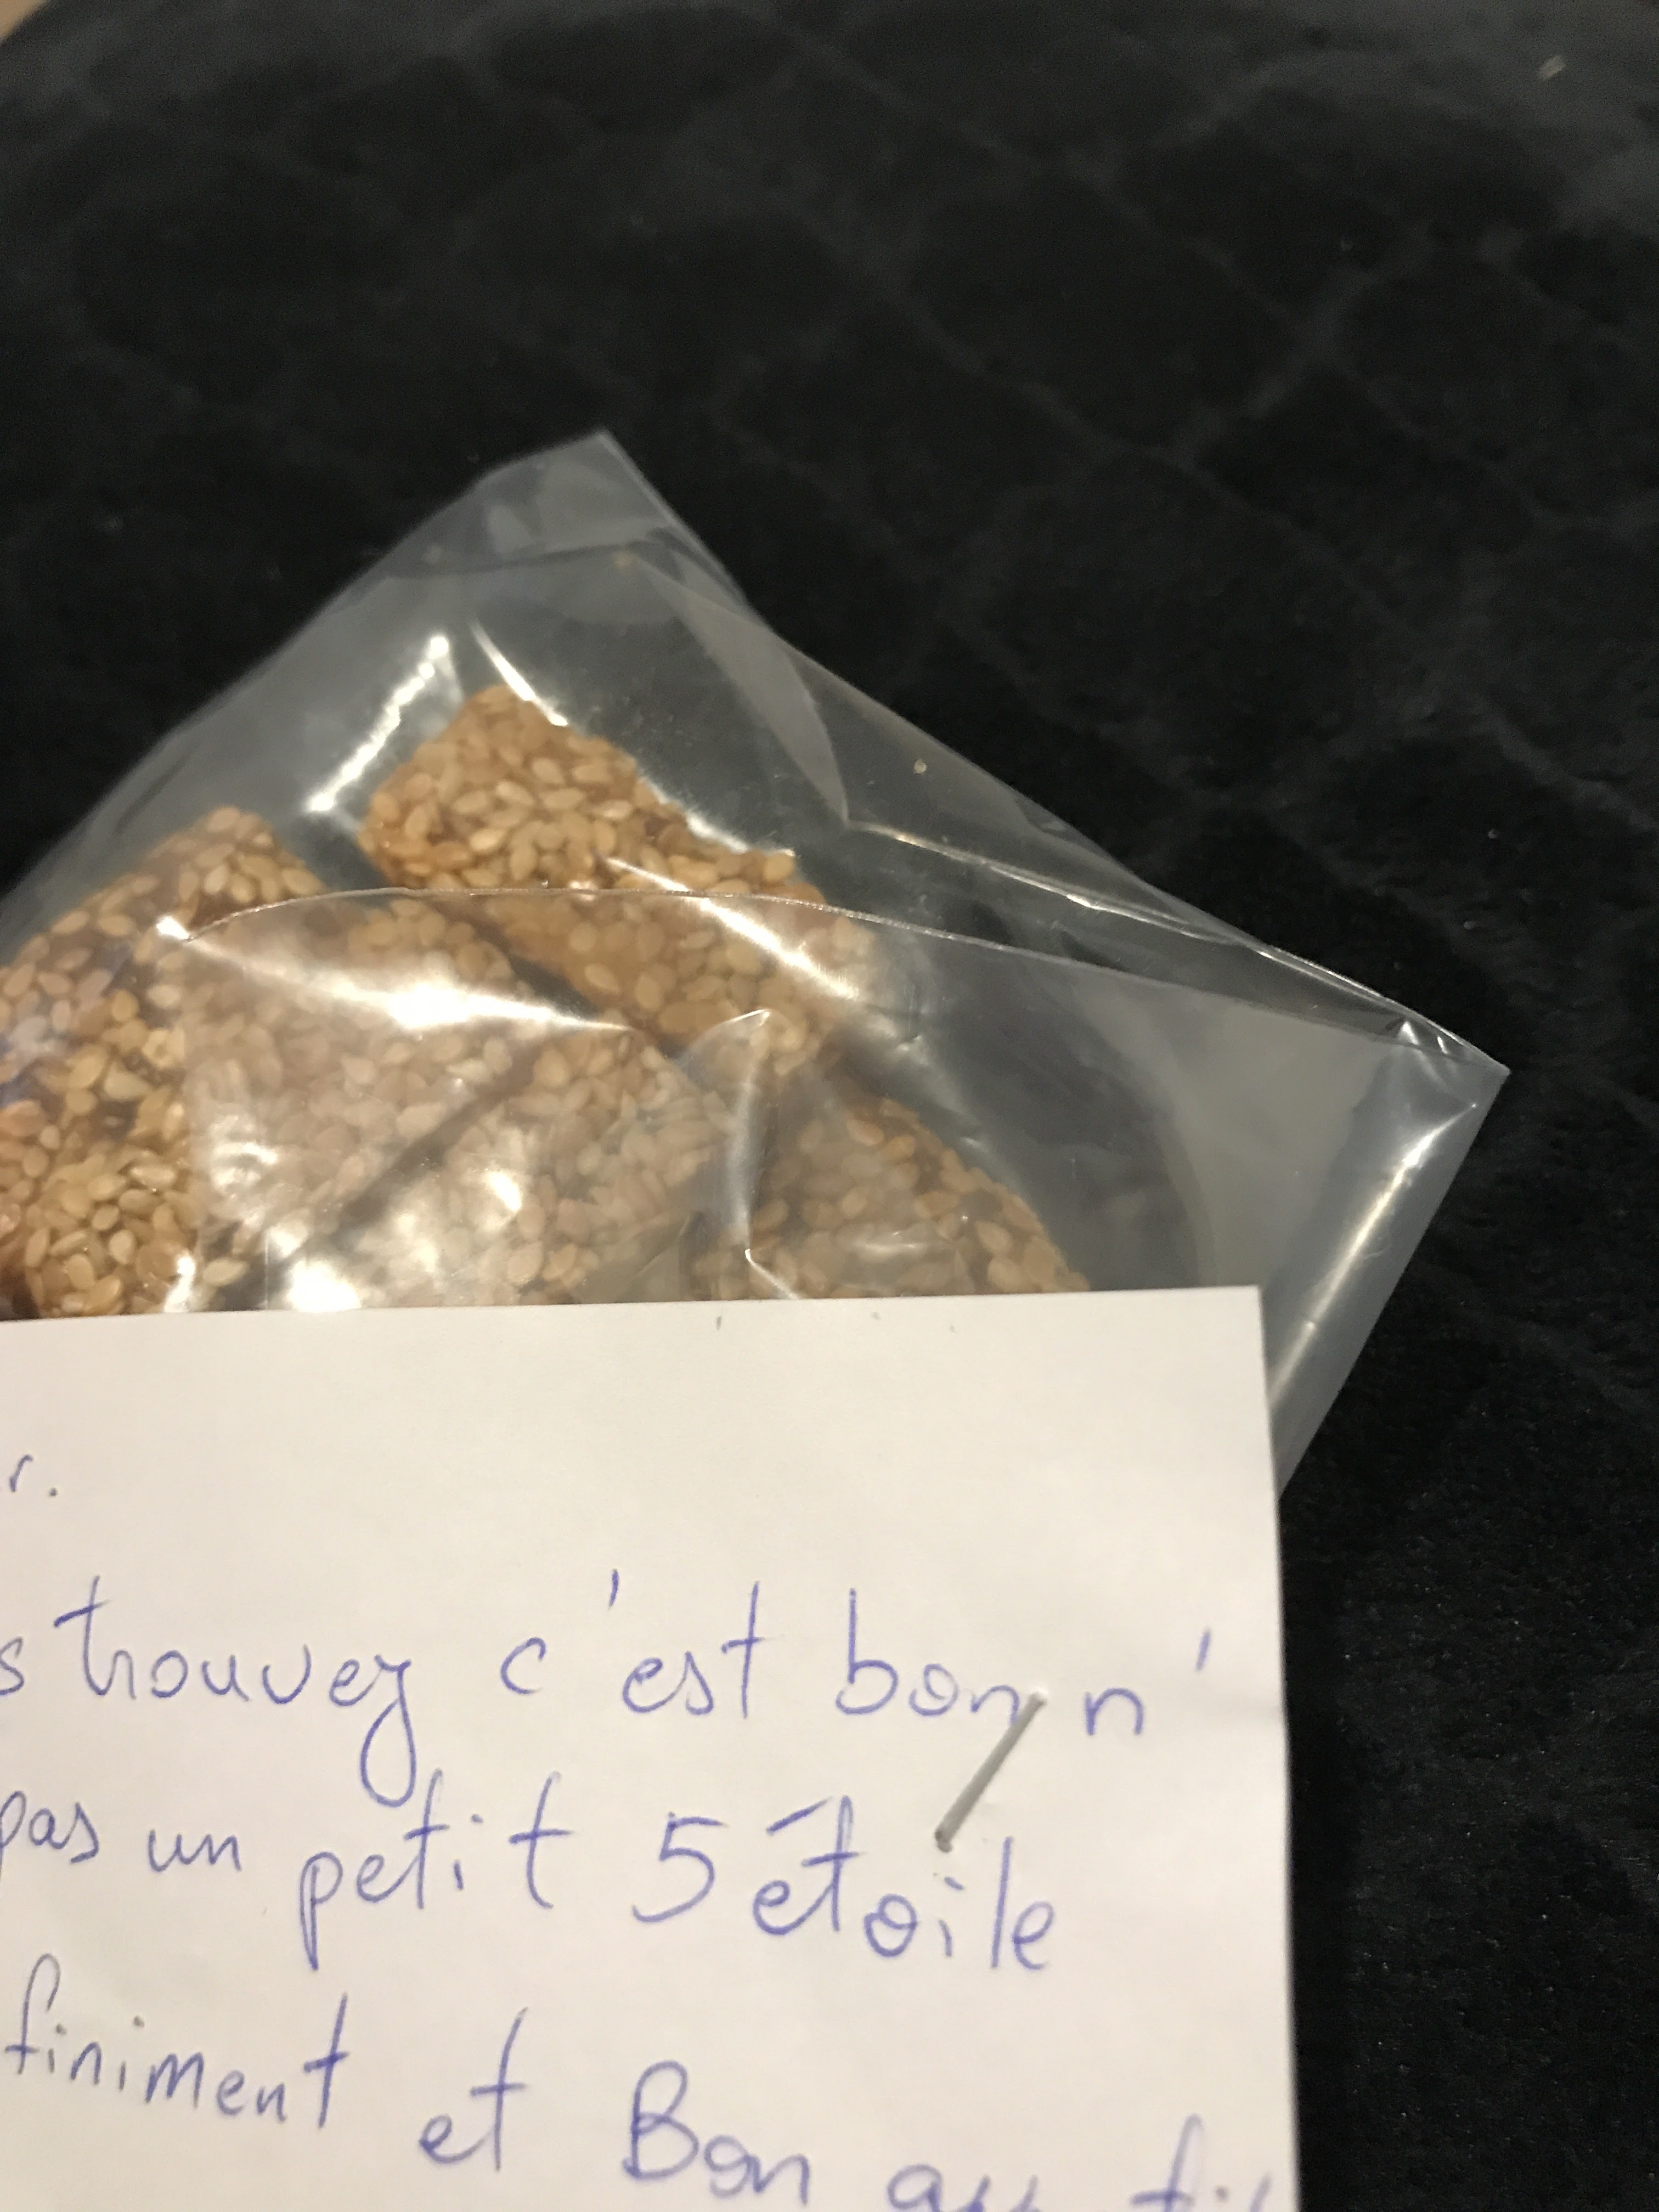 r.
s trouvez c'est bon n'
pas un petit 5 étoile
finiment et Bon